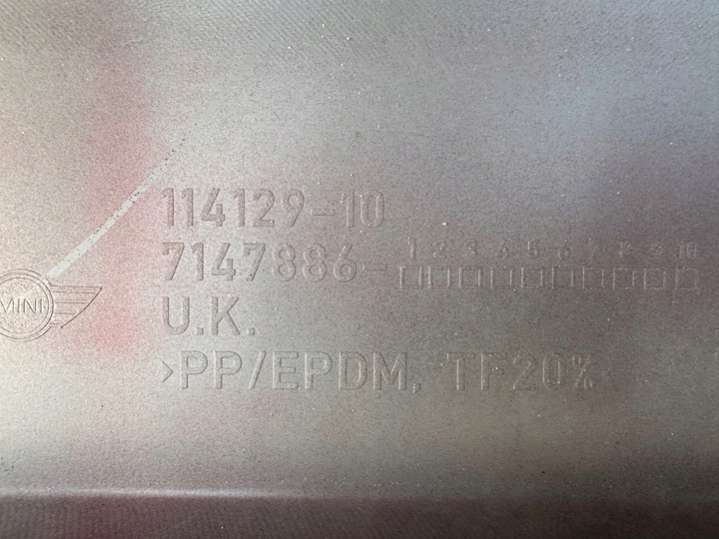 114129-10
7147886- 1 2 3 4 5 6 7 8 9 10
MINI
U.K.
>PP/EPDM, TF20%